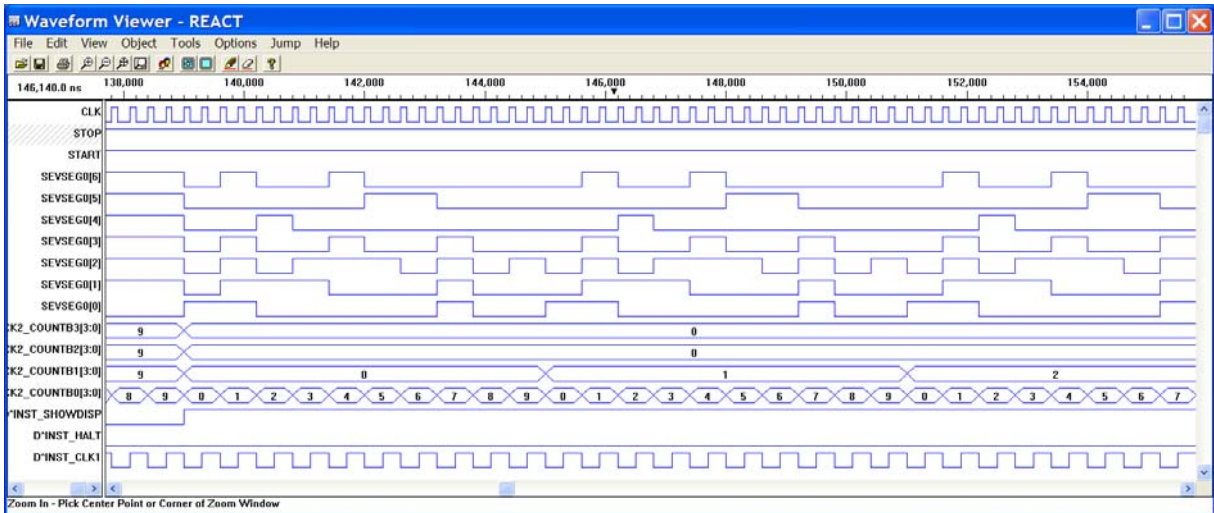 Waveform Viewer - REACT
File Edit View Object Tools Options Jump Help
146,140.0 ns 138,000 140,000 142,000 144,000 146,000 148,000 150,000 152,000 154,000
CLK
STOP
START
SEVSEG0[6]
SEVSEG0[5]
SEVSEG0[4]
SEVSEG0[3]
SEVSEG0[2]
SEVSEG0[1]
SEVSEG0[0]
K2_COUNTB3[3:0] 9 0
K2_COUNTB2[3:0] 9 0
K2_COUNTB1[3:0] 9 0 1 2
K2_COUNTB0[3:0] 8 9 0 1 2 3 4 5 6 7 8 9 0 1 2 3 4 5 6 7 8 9 0 1 2 3 4 5 6 7
*INST_SHOWDISP
D*INST_HALT
D*INST_CLK1
Zoom In - Pick Center Point or Corner of Zoom Window